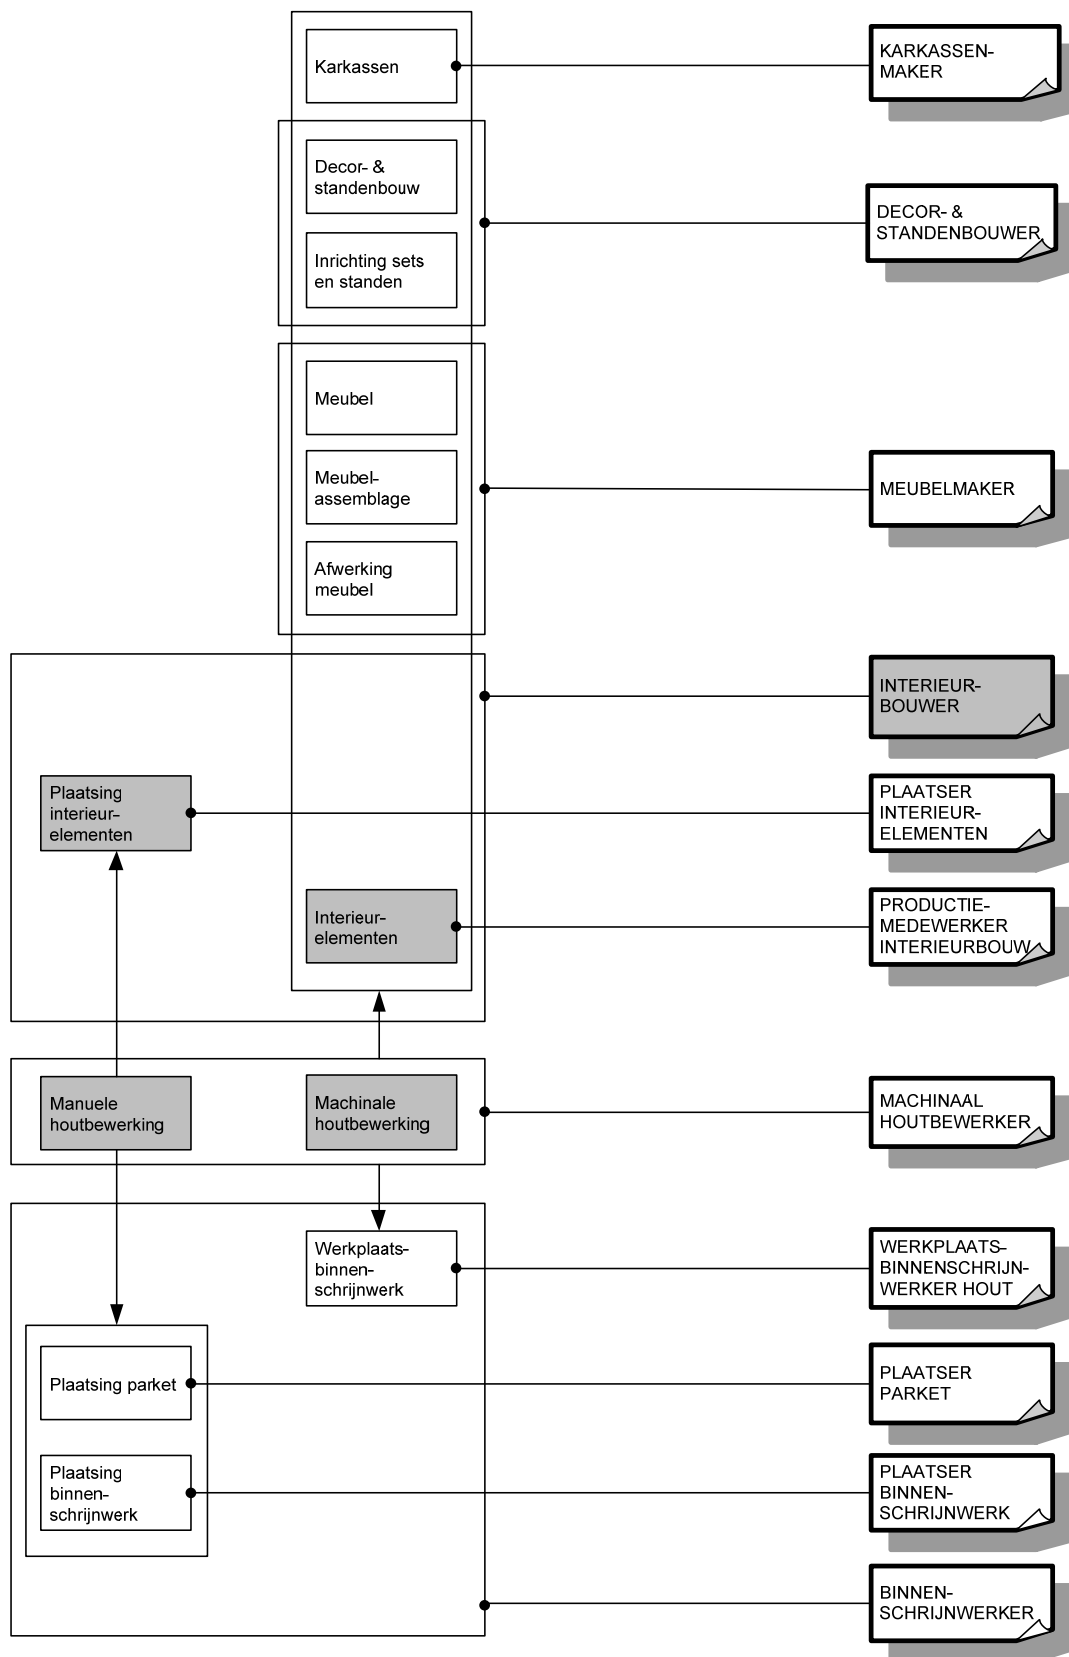 Karkassen
KARKASSEN-
MAKER
Decor- &
standenbouw
Inrichting sets
en standen
DECOR- &
STANDENBOUWER
Meubel
Meubel-
assemblage
Afwerking
meubel
MEUBELMAKER
INTERIEUR-
BOUWER
Plaatsing
interieur-
elementen
PLAATSER
INTERIEUR-
ELEMENTEN
Interieur-
elementen
PRODUCTIE-
MEDEWERKER
INTERIEURBOUW
Manuele
houtbewerking
Machinale
houtbewerking
MACHINAAL
HOUTBEWERKER
Werkplaats-
binnen-
schrijnwerk
WERKPLAATS-
BINNENSCHRIJN-
WERKER HOUT
Plaatsing parket
PLAATSER
PARKET
Plaatsing
binnen-
schrijnwerk
PLAATSER
BINNEN-
SCHRIJNWERK
BINNEN-
SCHRIJNWERKER